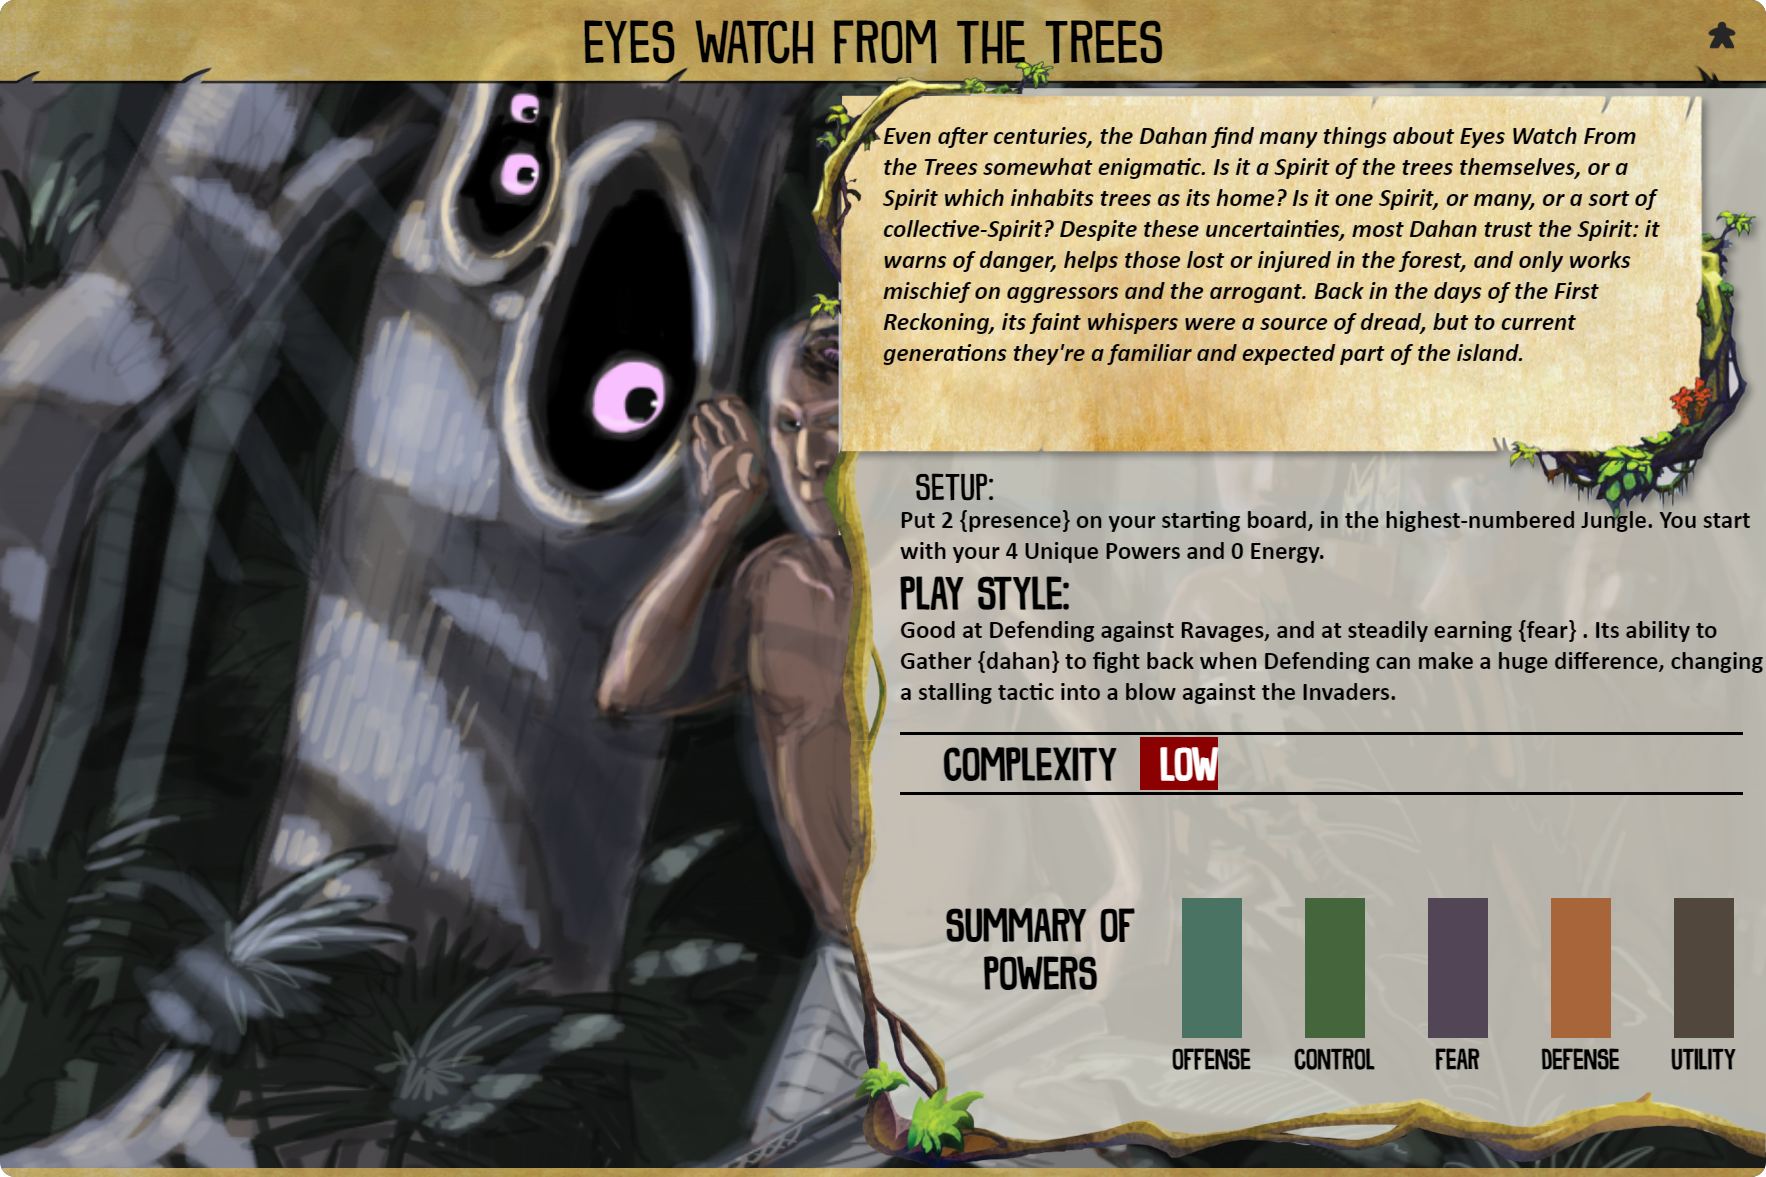 EYES WATCH FROM THE TREES
Even after centuries, the Dahan find many things about Eyes Watch From
the Trees somewhat enigmatic. Is it a Spirit of the trees themselves, or a
Spirit which inhabits trees as its home? Is it one Spirit, or many, or a sort of
collective-Spirit? Despite these uncertainties, most Dahan trust the Spirit: it
warns of danger, helps those lost or injured in the forest, and only works
mischief on aggressors and the arrogant. Back in the days of the First
Reckoning, its faint whispers were a source of dread, but to current
generations they're a familiar and expected part of the island.
SETUP:
Put 2 {presence} on your starting board, in the highest-numbered Jungle. You start
with your 4 Unique Powers and 0 Energy.
PLAY STYLE:
Good at Defending against Ravages, and at steadily earning {fear} . Its ability to
Gather {dahan} to fight back when Defending can make a huge difference, changing
a stalling tactic into a blow against the Invaders.
COMPLEXITY LOW
SUMMARY OF
POWERS
OFFENSE CONTROL FEAR DEFENSE UTILITY